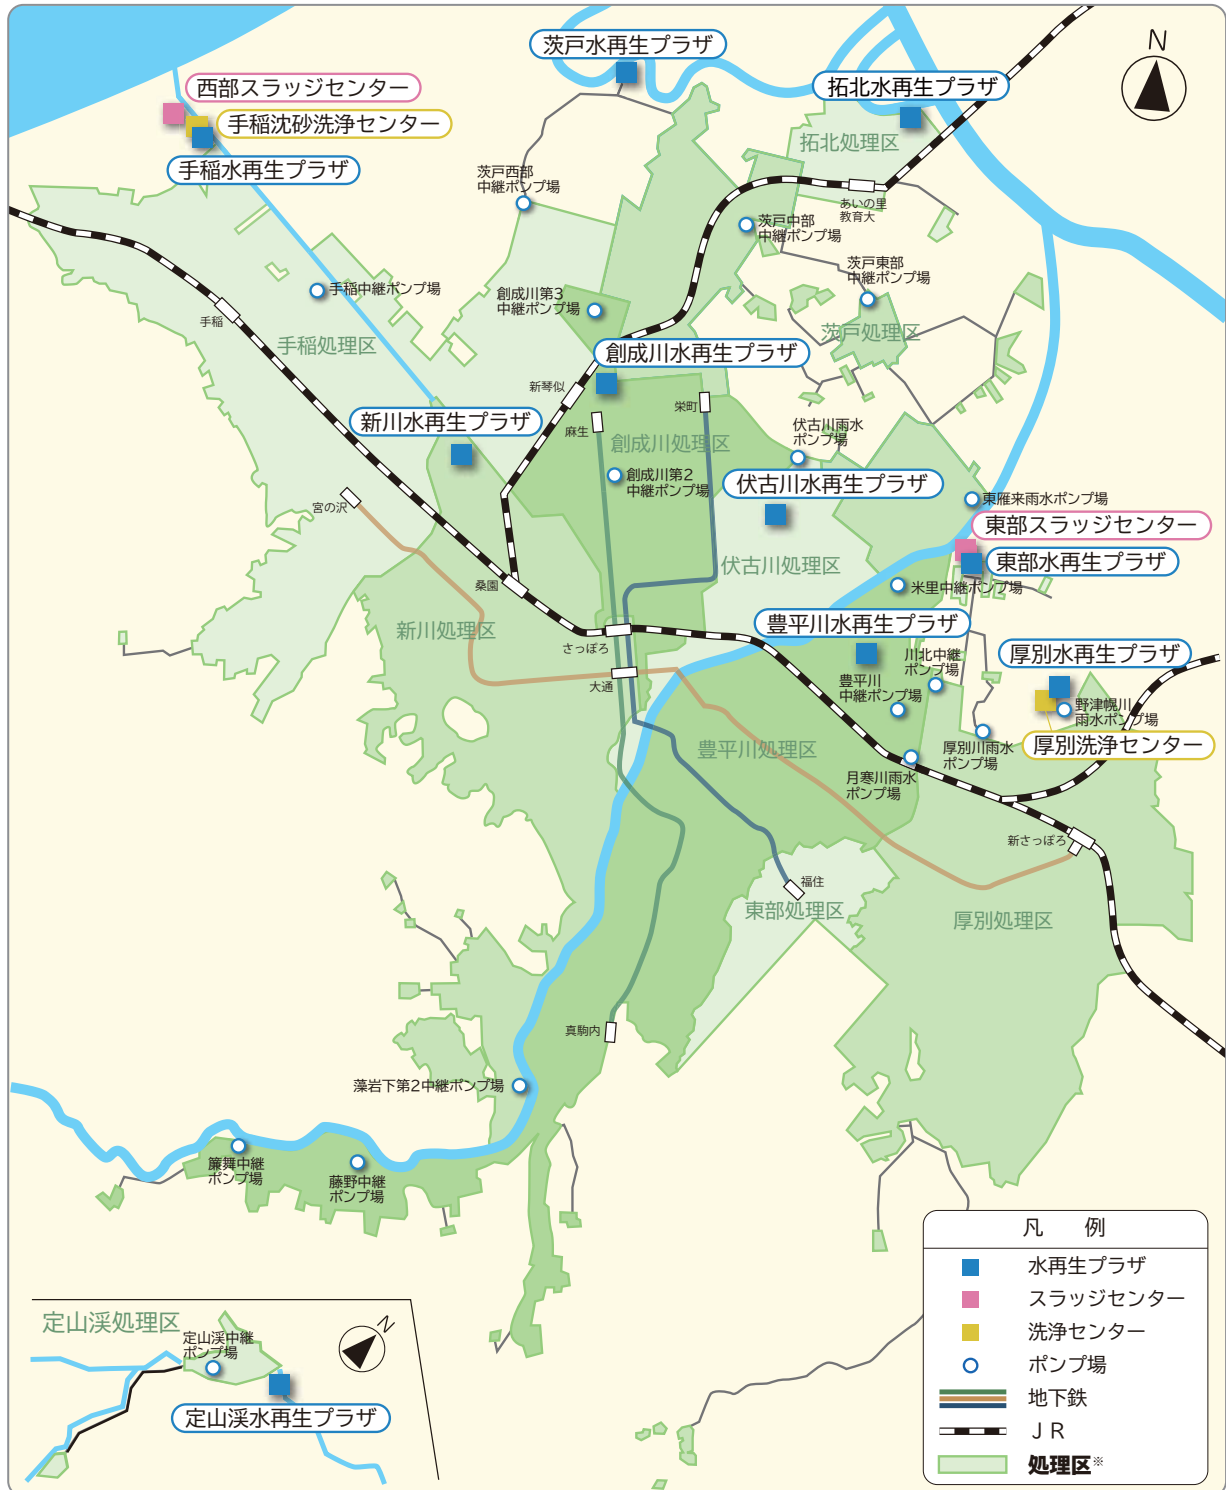 茨戸水再生プラザ
N
西部スラッジセンター
拓北水再生プラザ
手稲沈砂洗浄センター
拓北処理区
手稲水再生プラザ
茨戸西部
中継ポンプ場
あいの里
教育大
茨戸中部
中継ポンプ場
茨戸東部
中継ポンプ場
手稲中継ポンプ場
創成川第3
中継ポンプ場
手稲
茨戸処理区
手稲処理区
創成川水再生プラザ
新琴似
栄町
新川水再生プラザ
麻生
伏古川雨水
ポンプ場
創成川処理区
創成川第2
中継ポンプ場
伏古川水再生プラザ
宮の沢
東雁来雨水ポンプ場
東部スラッジセンター
伏古川処理区
東部水再生プラザ
桑園
米里中継ポンプ場
新川処理区
豊平川水再生プラザ
さっぽろ
川北中継
ポンプ場
厚別水再生プラザ
大通
豊平川
中継ポンプ場
野津幌川
雨水ポンプ場
豊平川処理区
厚別川雨水
ポンプ場
厚別洗浄センター
月寒川雨水
ポンプ場
新さっぽろ
福住
東部処理区
厚別処理区
真駒内
藻岩下第2中継ポンプ場
簾舞中継
ポンプ場
藤野中継
ポンプ場
定山渓処理区
N
定山渓中継
ポンプ場
定山渓水再生プラザ
凡 例
水再生プラザ
スラッジセンター
洗浄センター
ポンプ場
地下鉄
ＪＲ
処理区※